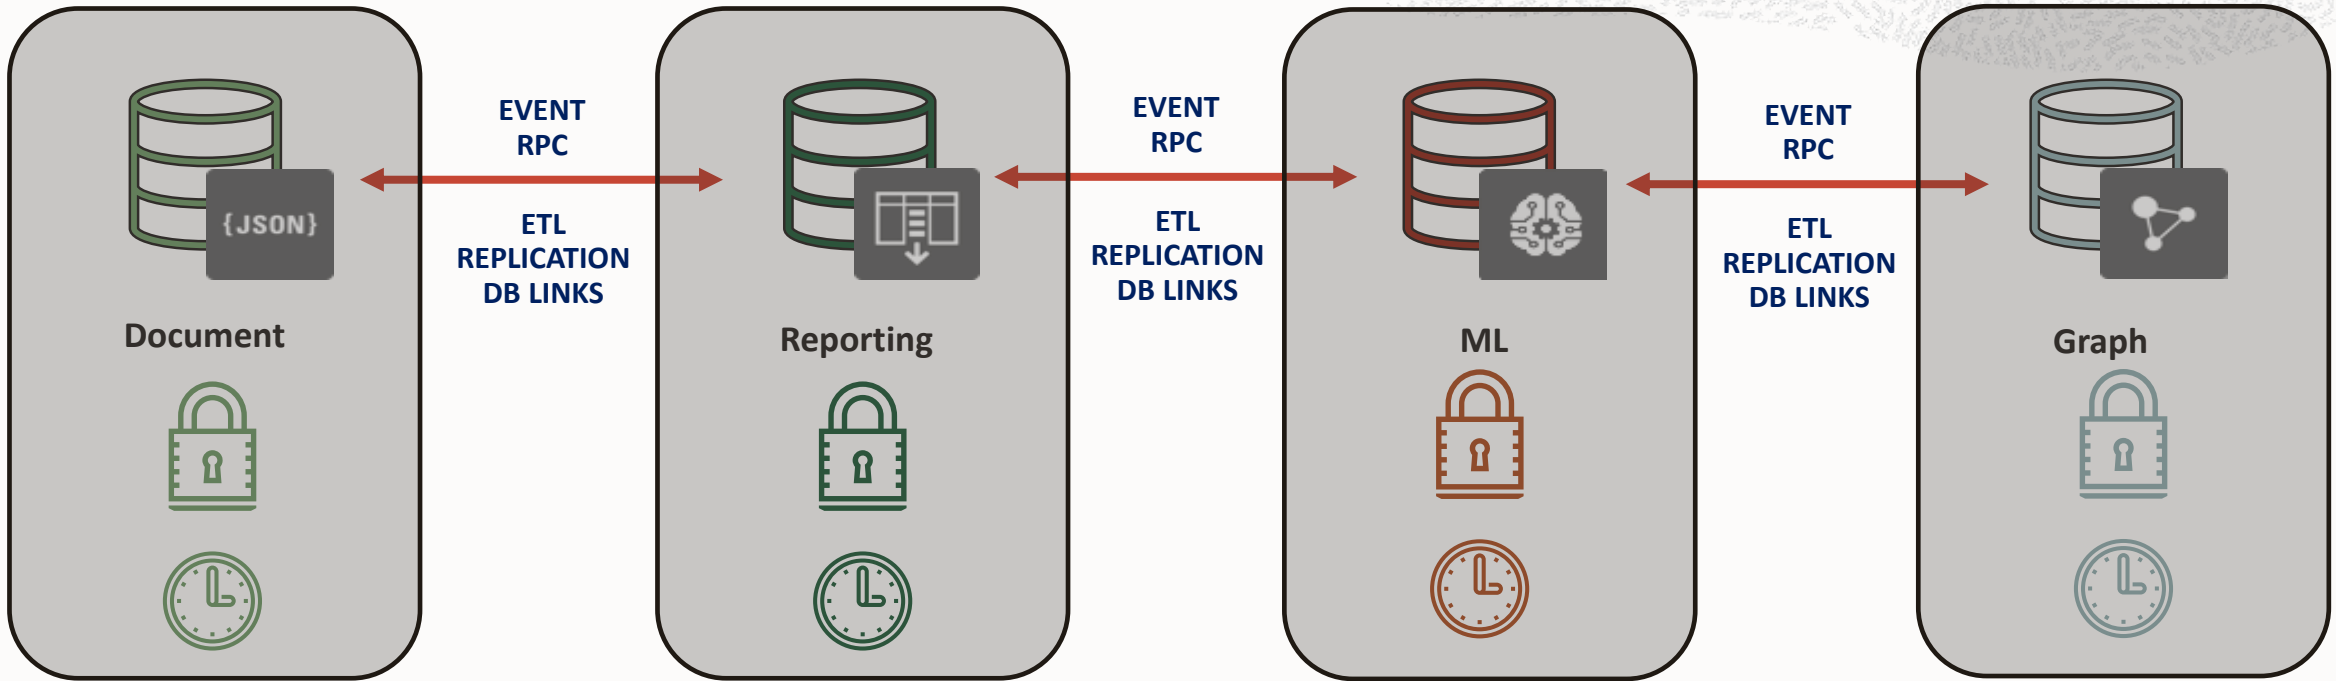 {JSON}
Document
EVENT
RPC
ETL
REPLICATION
DB LINKS
Reporting
EVENT
RPC
ETL
REPLICATION
DB LINKS
ML
EVENT
RPC
ETL
REPLICATION
DB LINKS
Graph